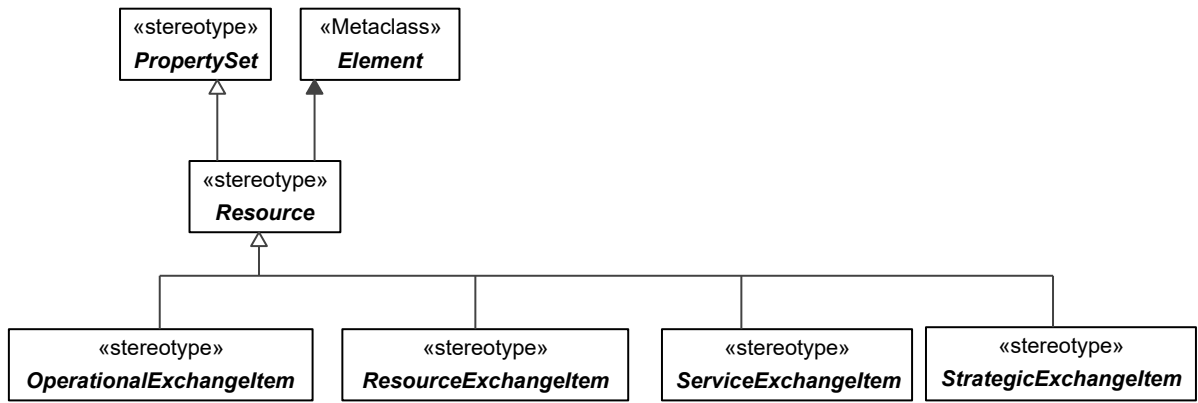 «stereotype»
PropertySet
«Metaclass»
Element
«stereotype»
Resource
«stereotype»
OperationalExchangeItem
«stereotype»
ResourceExchangeItem
«stereotype»
ServiceExchangeItem
«stereotype»
StrategicExchangeItem